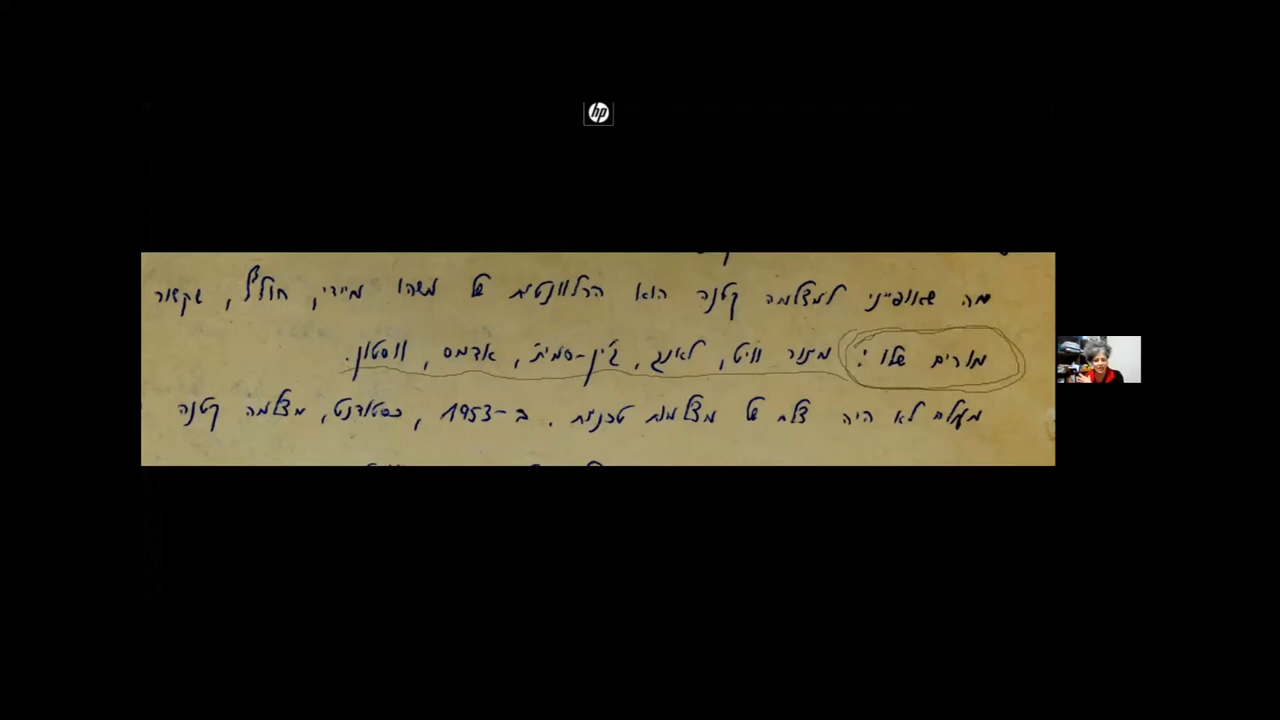 hp
מה שאופייני למצלמה קטנה הוא הרלוונטיות של משהו מיידי, חולף, שקשור
מורים שלו: מינור ווייט, לאנג, ג'ין-סמית', אדמס, ווסטון.
מעולם לא היה צלם של מצלמות טכניות. ב-1953, כסטודנט, מצלמה קטנה